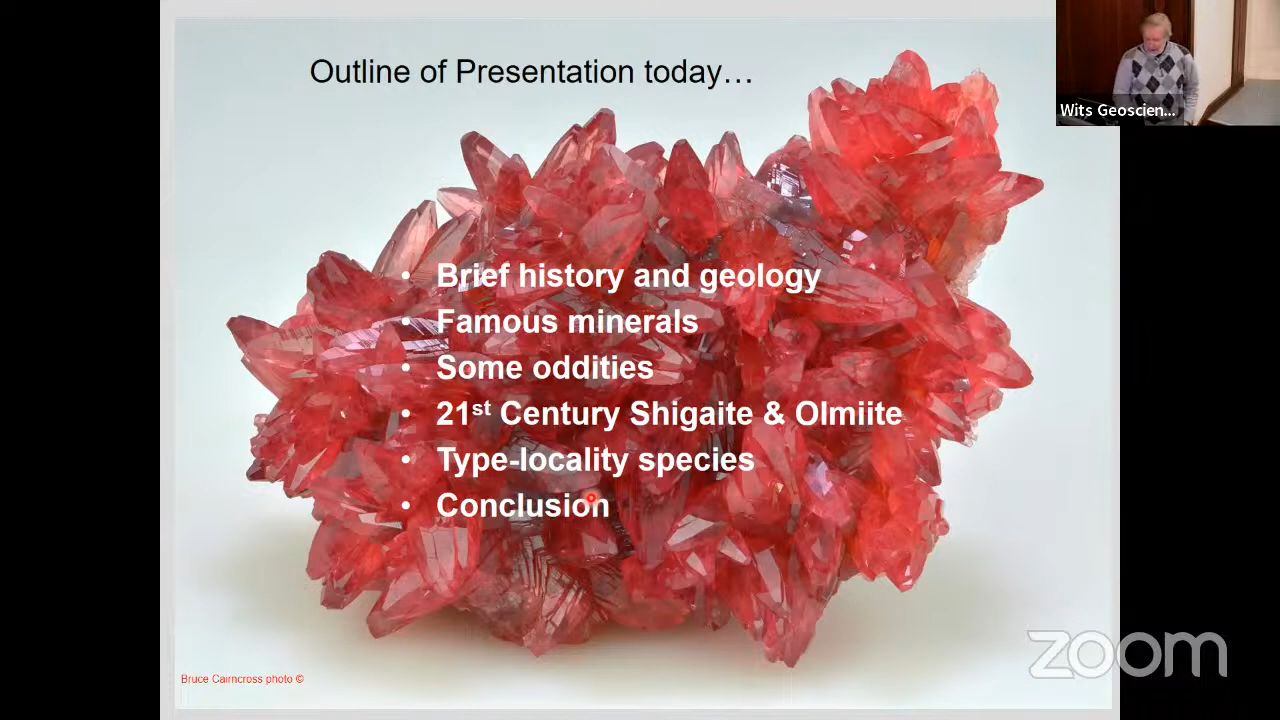 Outline of Presentation today…
Wits Geoscien...
• Brief history and geology
• Famous minerals
• Some oddities
• 21st Century Shigaite & Olmiite
• Type-locality species
• Conclusion
Bruce Cairncross photo ©
zoom